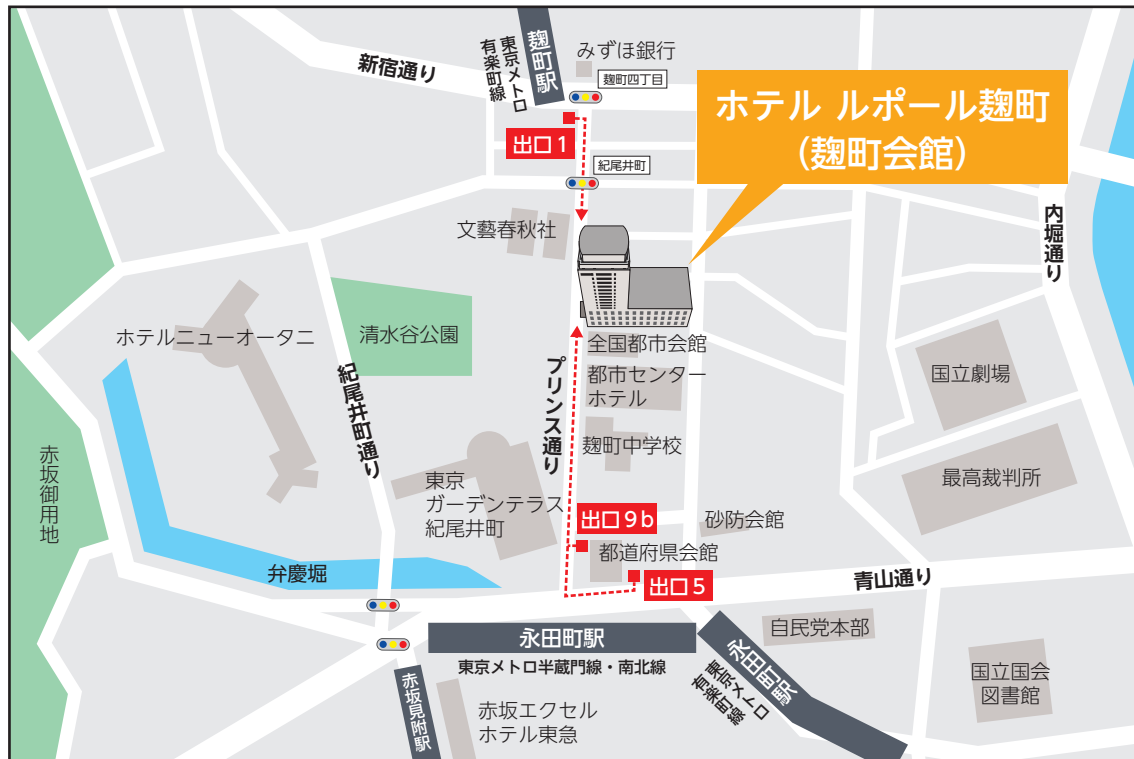 新宿通り
東京メトロ
有楽町線
麹町駅
みずほ銀行
麹町四丁目
出口1
紀尾井町
ホテル ルポール麹町
(麹町会館)
内堀通り
文藝春秋社
ホテルニューオータニ
清水谷公園
紀尾井町通り
プリンス通り
全国都市会館
都市センター
ホテル
麹町中学校
国立劇場
最高裁判所
赤坂御用地
東京
ガーデンテラス
紀尾井町
出口9b
砂防会館
都道府県会館
出口5
弁慶堀
青山通り
永田町駅
東京メトロ半蔵門線・南北線
自民党本部
永田町駅
東京メトロ
有楽町線
国立国会
図書館
赤坂見附駅
赤坂エクセル
ホテル東急